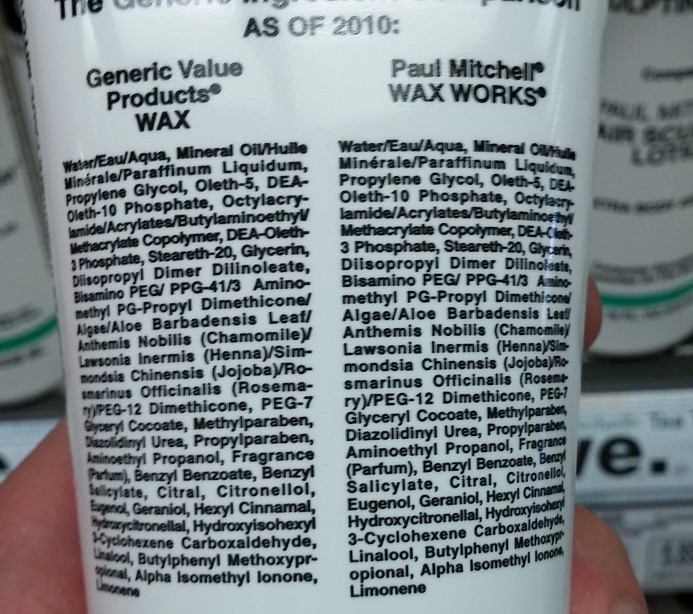 The Generic Ingredient Comparison
AS OF 2010:
Generic Value
Products®
WAX
Water/Eau/Aqua, Mineral Oil/Huile
Minérale/Paraffinum Liquidum,
Propylene Glycol, Oleth-5, DEA-
Oleth-10 Phosphate, Octylacry-
lamide/Acrylates/Butylaminoethyl/
Methacrylate Copolymer, DEA-Oleth-
3 Phosphate, Steareth-20, Glycerin,
Diisopropyl Dimer Dilinoleate,
Bisamino PEG/ PPG-41/3 Amino-
methyl PG-Propyl Dimethicone/
Algae/Aloe Barbadensis Leaf/
Anthemis Nobilis (Chamomile)/
Lawsonia Inermis (Henna)/Sim-
mondsia Chinensis (Jojoba)/Ro-
smarinus Officinalis (Rosema-
ry)/PEG-12 Dimethicone, PEG-7
Glyceryl Cocoate, Methylparaben,
Diazolidinyl Urea, Propylparaben,
Aminoethyl Propanol, Fragrance
(Parfum), Benzyl Benzoate, Benzyl
Salicylate, Citral, Citronellol,
Eugenol, Geraniol, Hexyl Cinnamal,
Hydroxycitronellal, Hydroxyisohexyl
3-Cyclohexene Carboxaldehyde,
Linalool, Butylphenyl Methoxypr-
opional, Alpha Isomethyl Ionone,
Limonene
Paul Mitchell®
WAX WORKS®
Water/Eau/Aqua, Mineral Oil/Huile
Minérale/Paraffinum Liquidum,
Propylene Glycol, Oleth-5, DEA-
Oleth-10 Phosphate, Octylacry-
lamide/Acrylates/Butylaminoethyl/
Methacrylate Copolymer, DEA-Oleth-
3 Phosphate, Steareth-20, Glycerin,
Diisopropyl Dimer Dilinoleate,
Bisamino PEG/ PPG-41/3 Amino-
methyl PG-Propyl Dimethicone/
Algae/Aloe Barbadensis Leaf/
Anthemis Nobilis (Chamomile)/
Lawsonia Inermis (Henna)/Sim-
mondsia Chinensis (Jojoba)/Ro-
smarinus Officinalis (Rosema-
ry)/PEG-12 Dimethicone, PEG-7
Glyceryl Cocoate, Methylparaben,
Diazolidinyl Urea, Propylparaben,
Aminoethyl Propanol, Fragrance
(Parfum), Benzyl Benzoate, Benzyl
Salicylate, Citral, Citronellol,
Eugenol, Geraniol, Hexyl Cinnamal,
Hydroxycitronellal, Hydroxyisohexyl
3-Cyclohexene Carboxaldehyde,
Linalool, Butylphenyl Methoxypr-
opional, Alpha Isomethyl Ionone,
Limonene